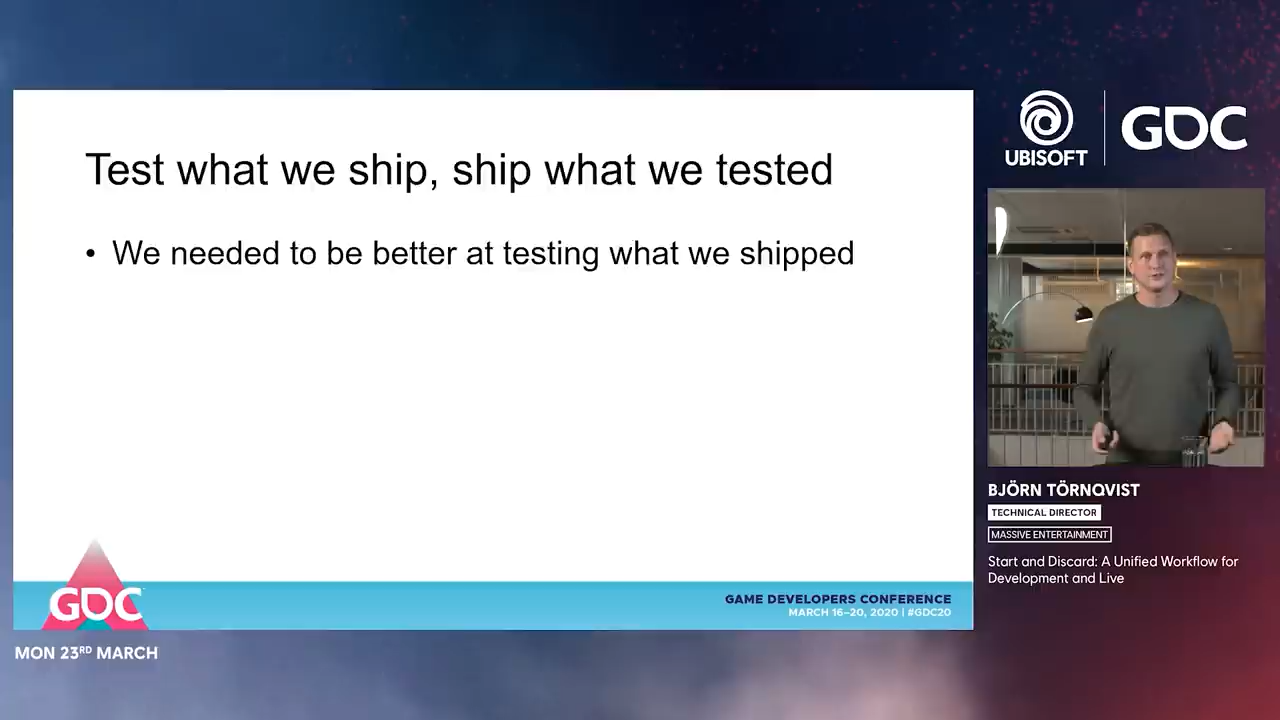 Test what we ship, ship what we tested
• We needed to be better at testing what we shipped
GDC
GAME DEVELOPERS CONFERENCE
MARCH 16–20, 2020 | #GDC20
MON 23RD MARCH
UBISOFT
GDC
BJÖRN TÖRNQVIST
TECHNICAL DIRECTOR
MASSIVE ENTERTAINMENT
Start and Discard: A Unified Workflow for
Development and Live